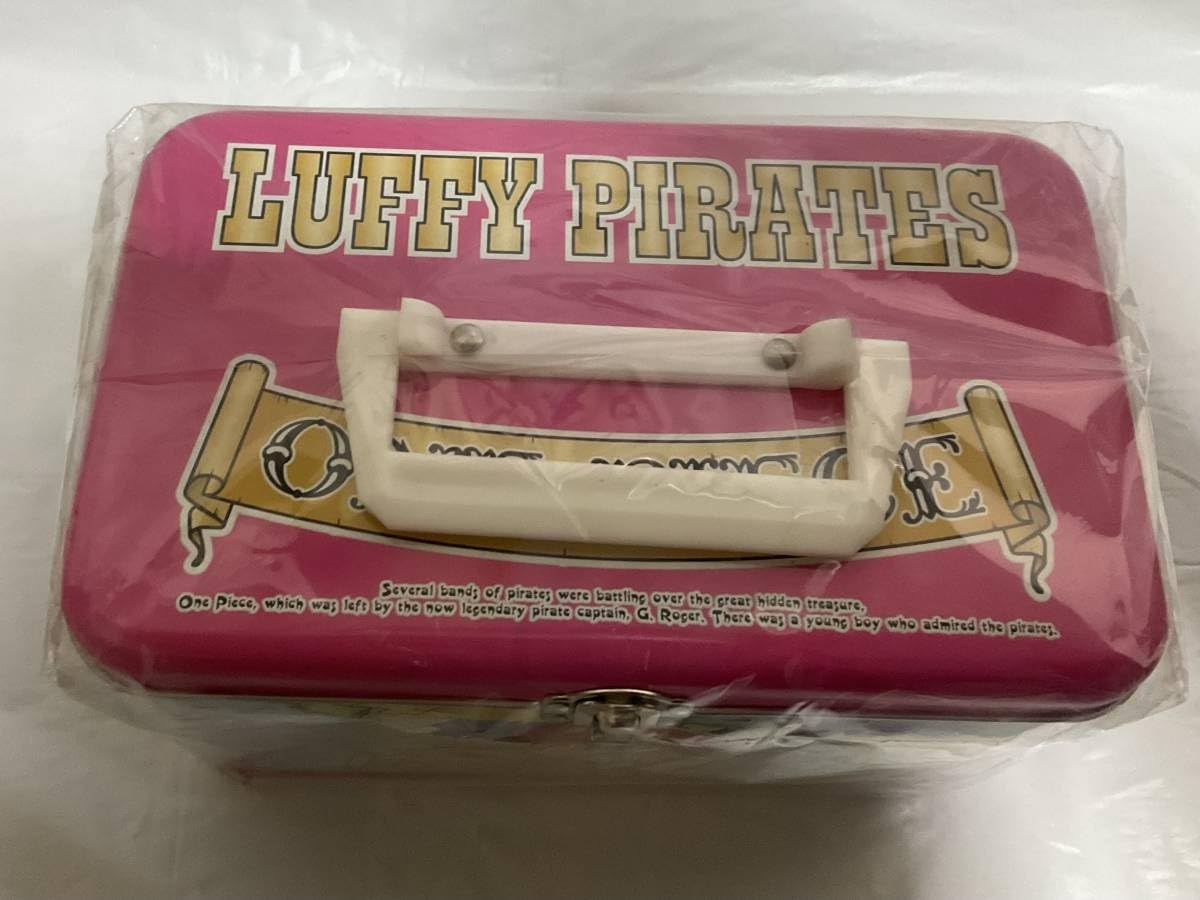 LUFFY PIRATES
Several bands of pirates were battling over the great hidden treasure,
One Piece, which was left by the now legendary pirate captain, G. Roger. There was a young boy who admired the pirates.